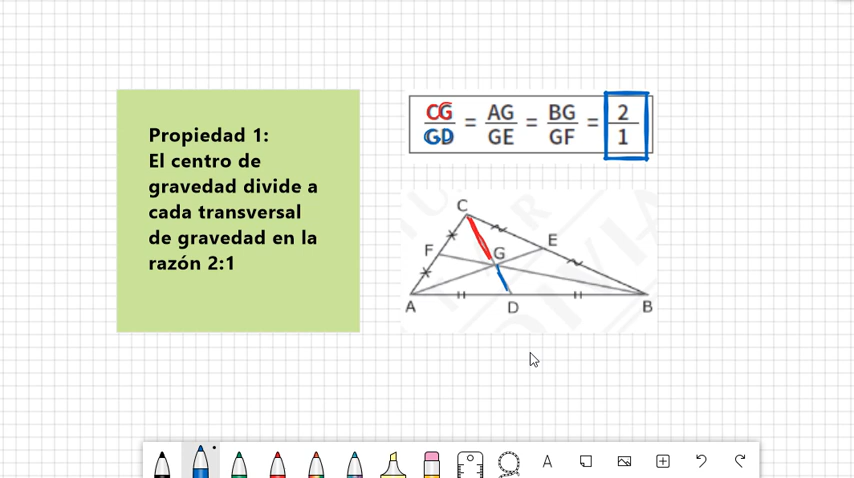 Propiedad 1:
El centro de
gravedad divide a
cada transversal
de gravedad en la
razón 2:1
CG/GD = AG/GE = BG/GF = 2/1
C
F
G
E
A
D
B
A